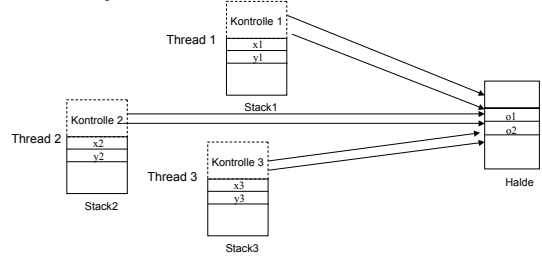 Kontrolle 1
Thread 1
x1
y1
Stack1
Kontrolle 2
Thread 2
x2
y2
Stack2
Kontrolle 3
Thread 3
x3
y3
Stack3
o1
o2
Halde